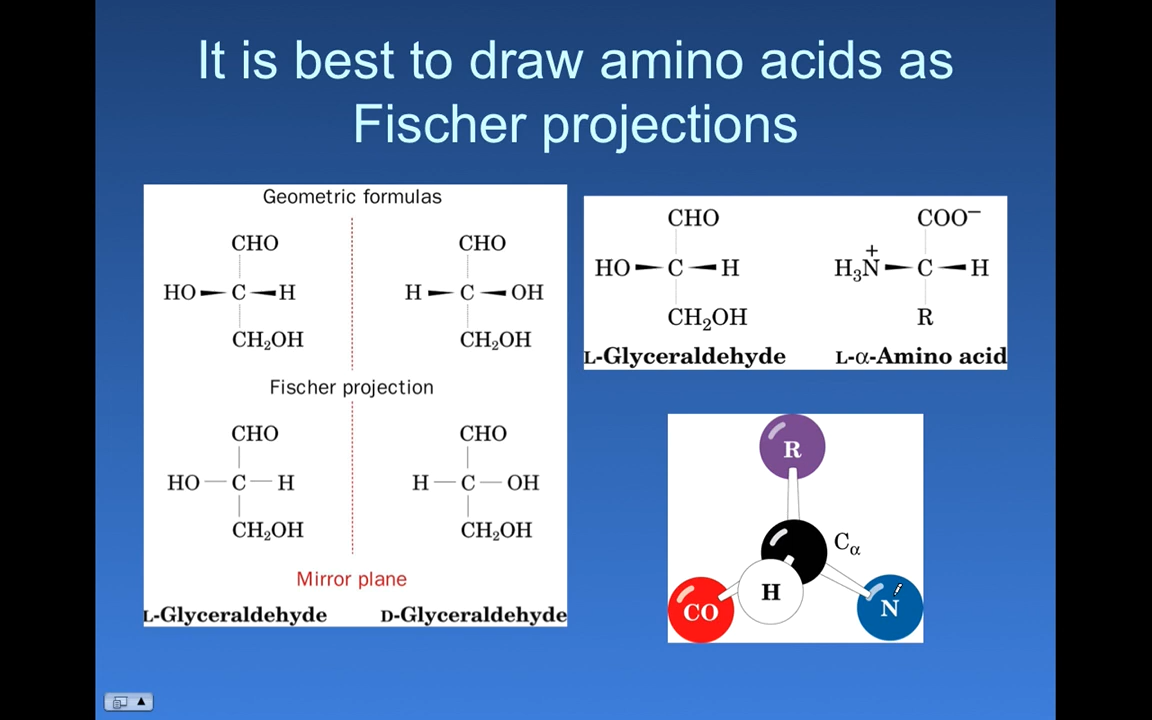 It is best to draw amino acids as
Fischer projections
Geometric formulas
CHO CHO
HO C H H C OH
CH₂OH CH₂OH
Fischer projection
CHO CHO
HO — C — H H — C — OH
CH₂OH CH₂OH
Mirror plane
L-Glyceraldehyde D-Glyceraldehyde
CHO COO⁻
HO C H H₃N⁺ C H
CH₂OH R
L-Glyceraldehyde L-α-Amino acid
R
Cα
H
CO N